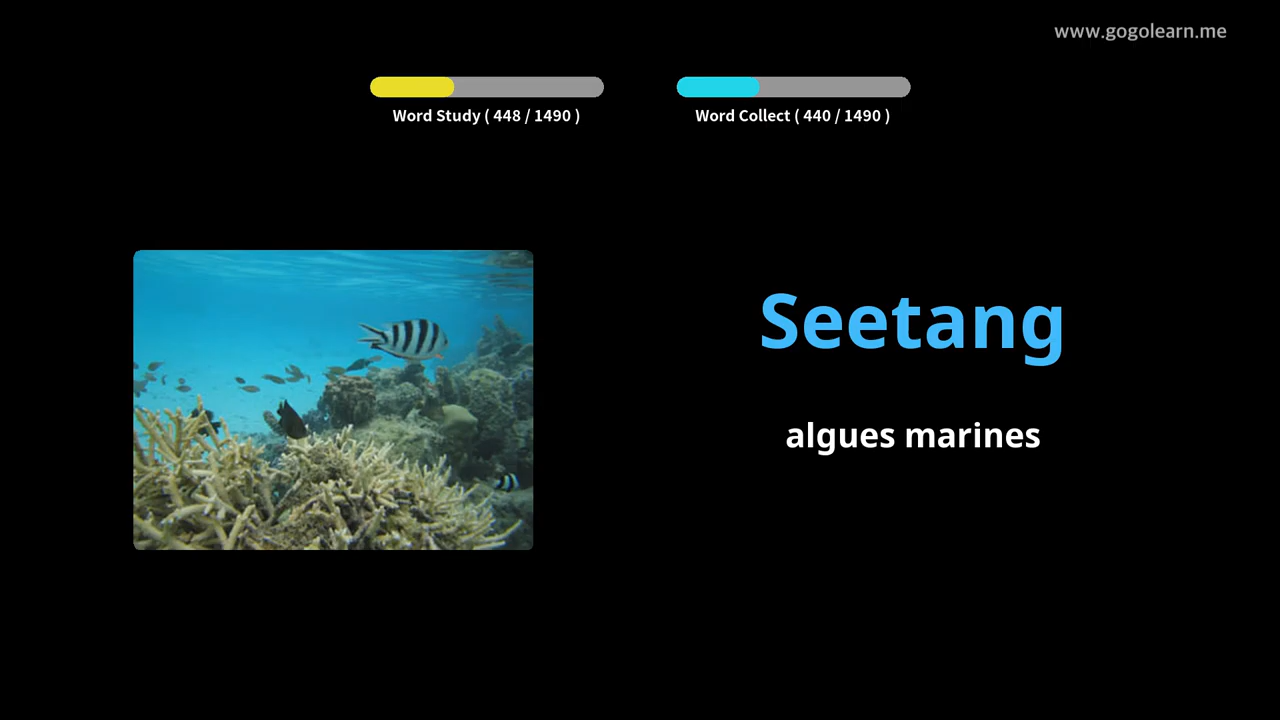 www.gogolearn.me
Word Study ( 448 / 1490 )
Word Collect ( 440 / 1490 )
Seetang
algues marines